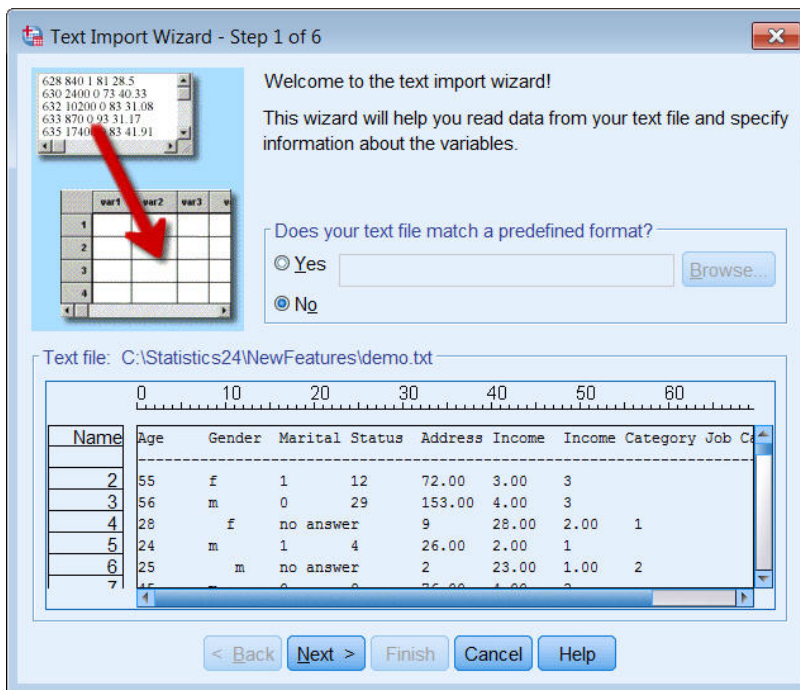 Text Import Wizard - Step 1 of 6
628 840 1 81 28.5
630 2400 0 73 40.33
632 10200 0 83 31.08
633 870 0 93 31.17
635 1740 83 41.91
var1 var2 var3
1
2
3
4
Welcome to the text import wizard!
This wizard will help you read data from your text file and specify
information about the variables.
Does your text file match a predefined format?
Yes
Browse...
No
Text file: C:\Statistics24\NewFeatures\demo.txt
0 10 20 30 40 50 60
Name Age Gender Marital Status Address Income Income Category Job
2 55 f 1 12 72.00 3.00 3
3 56 m 0 29 153.00 4.00 3
4 28 f no answer 9 28.00 2.00 1
5 24 m 1 4 26.00 2.00 1
6 25 m no answer 2 23.00 1.00 2
7
< Back Next > Finish Cancel Help